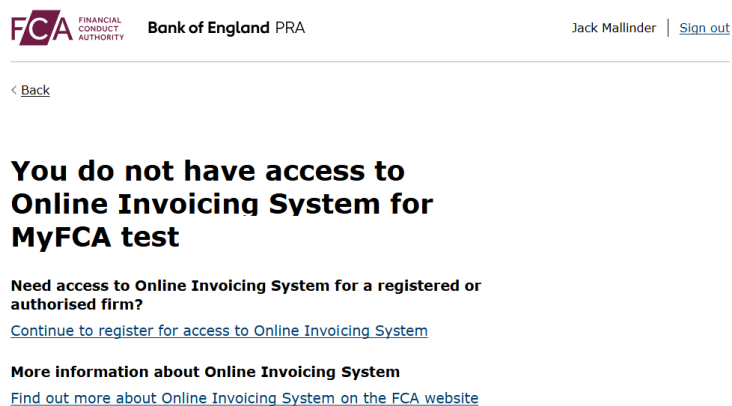 FCA FINANCIAL
CONDUCT
AUTHORITY
Bank of England PRA
Jack Mallinder
Sign out
< Back
You do not have access to
Online Invoicing System for
MyFCA test
Need access to Online Invoicing System for a registered or
authorised firm?
Continue to register for access to Online Invoicing System
More information about Online Invoicing System
Find out more about Online Invoicing System on the FCA website